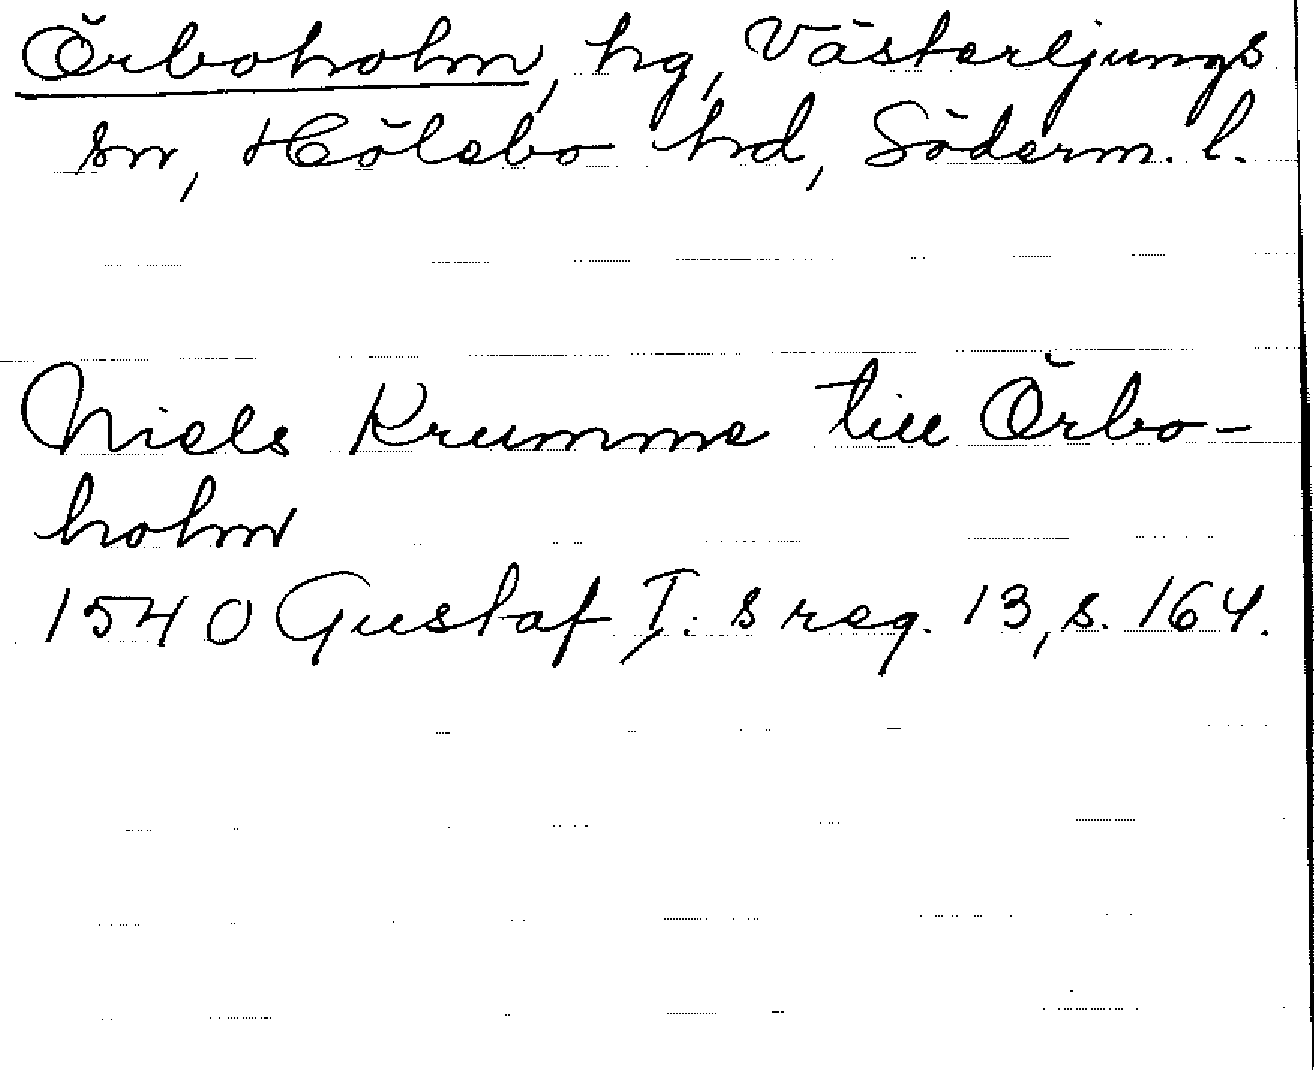 Örboholm, hg, Västerljungs
sn, Hölebo hd, Söderm. l.
Niels Krumme till Örbo-
holm
1540 Gustaf I:s reg. 13, s. 164.